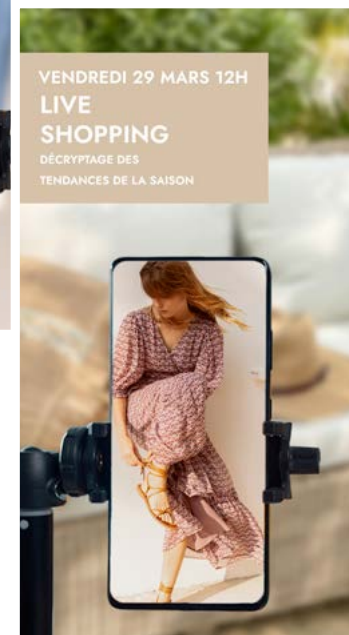 VENDREDI 29 MARS 12H
LIVE
SHOPPING
DÉCRYPTAGE DES
TENDANCES DE LA SAISON